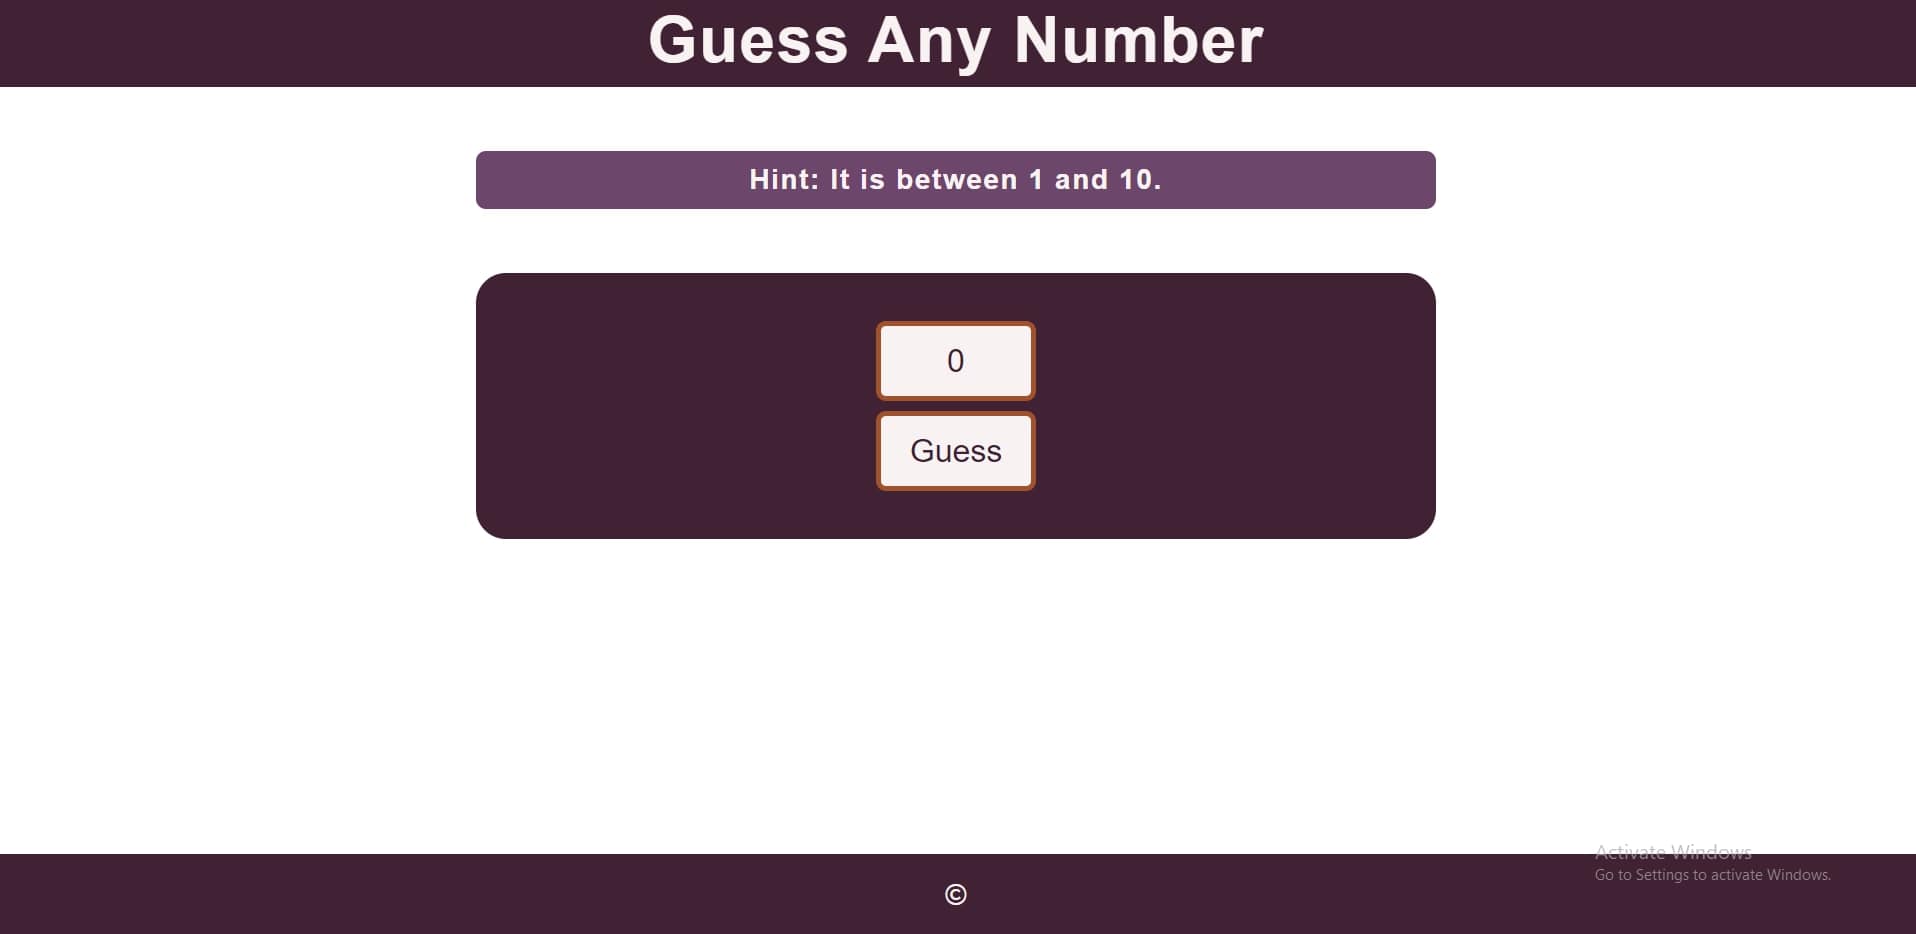 Guess Any Number
Hint: It is between 1 and 10.
0
Guess
Activate Windows
Go to Settings to activate Windows.
©